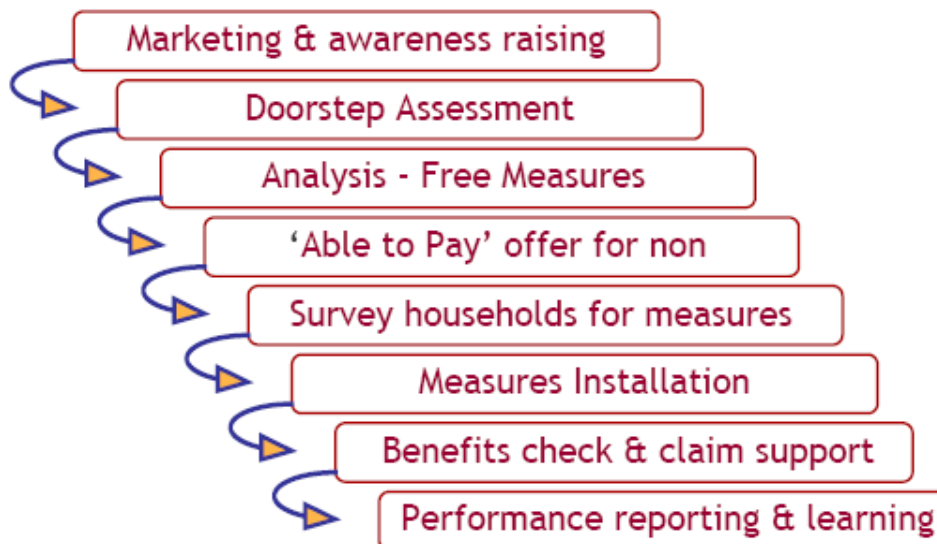 Marketing & awareness raising
Doorstep Assessment
Analysis - Free Measures
‘Able to Pay’ offer for non
Survey households for measures
Measures Installation
Benefits check & claim support
Performance reporting & learning